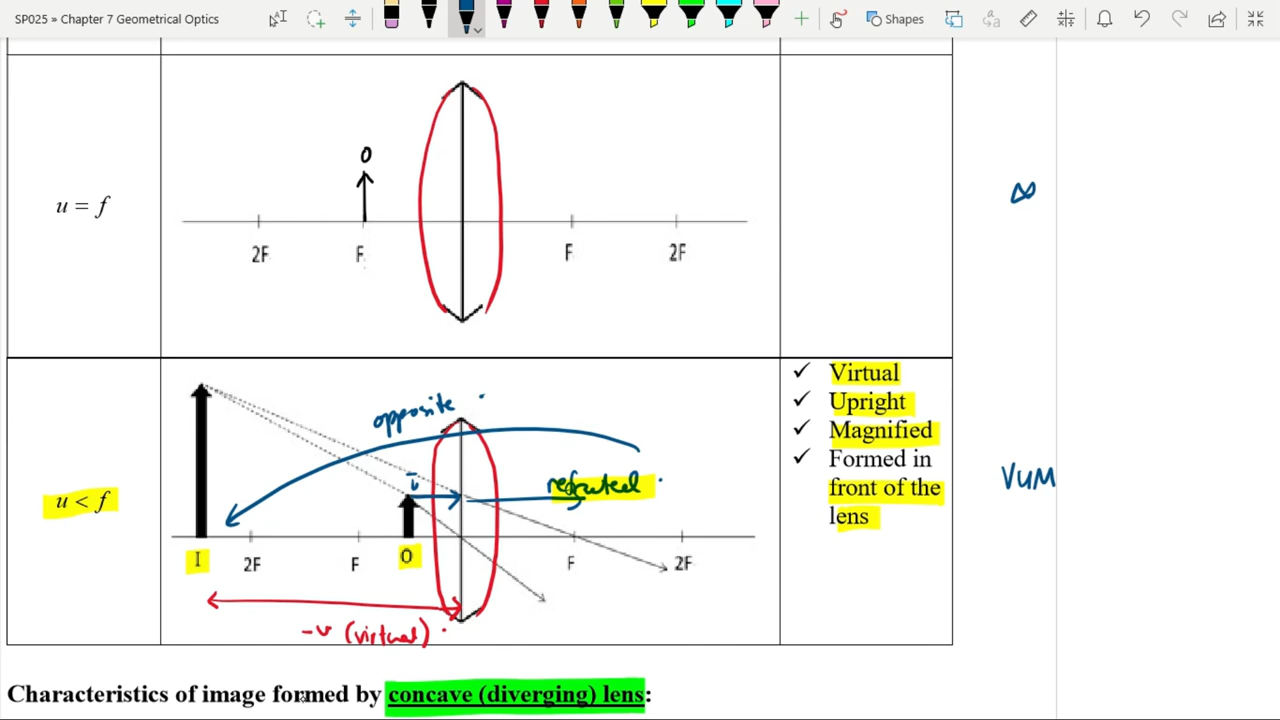 SP025 » Chapter 7 Geometrical Optics
Shapes
O
u = f
2F F F 2F
∞
opposite
Virtual
Upright
Magnified
Formed in
front of the
lens
refracted
VUM
u < f
I 2F F O F 2F
-v (virtual)
Characteristics of image formed by concave (diverging) lens: